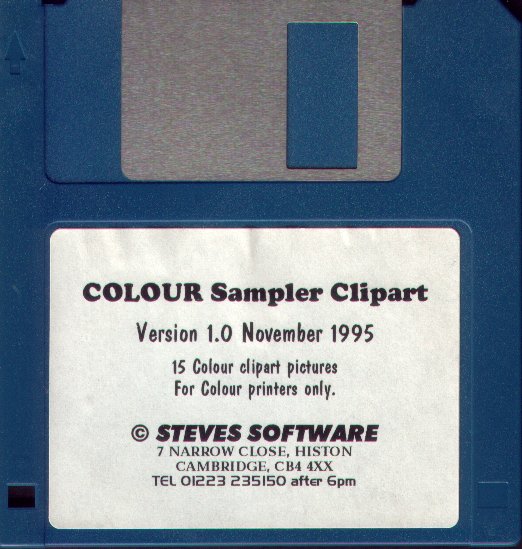 COLOUR Sampler Clipart
Version 1.0 November 1995
15 Colour clipart pictures
For Colour printers only.
© STEVES SOFTWARE
7 NARROW CLOSE, HISTON
CAMBRIDGE, CB4 4XX
TEL 01223 235150 after 6pm